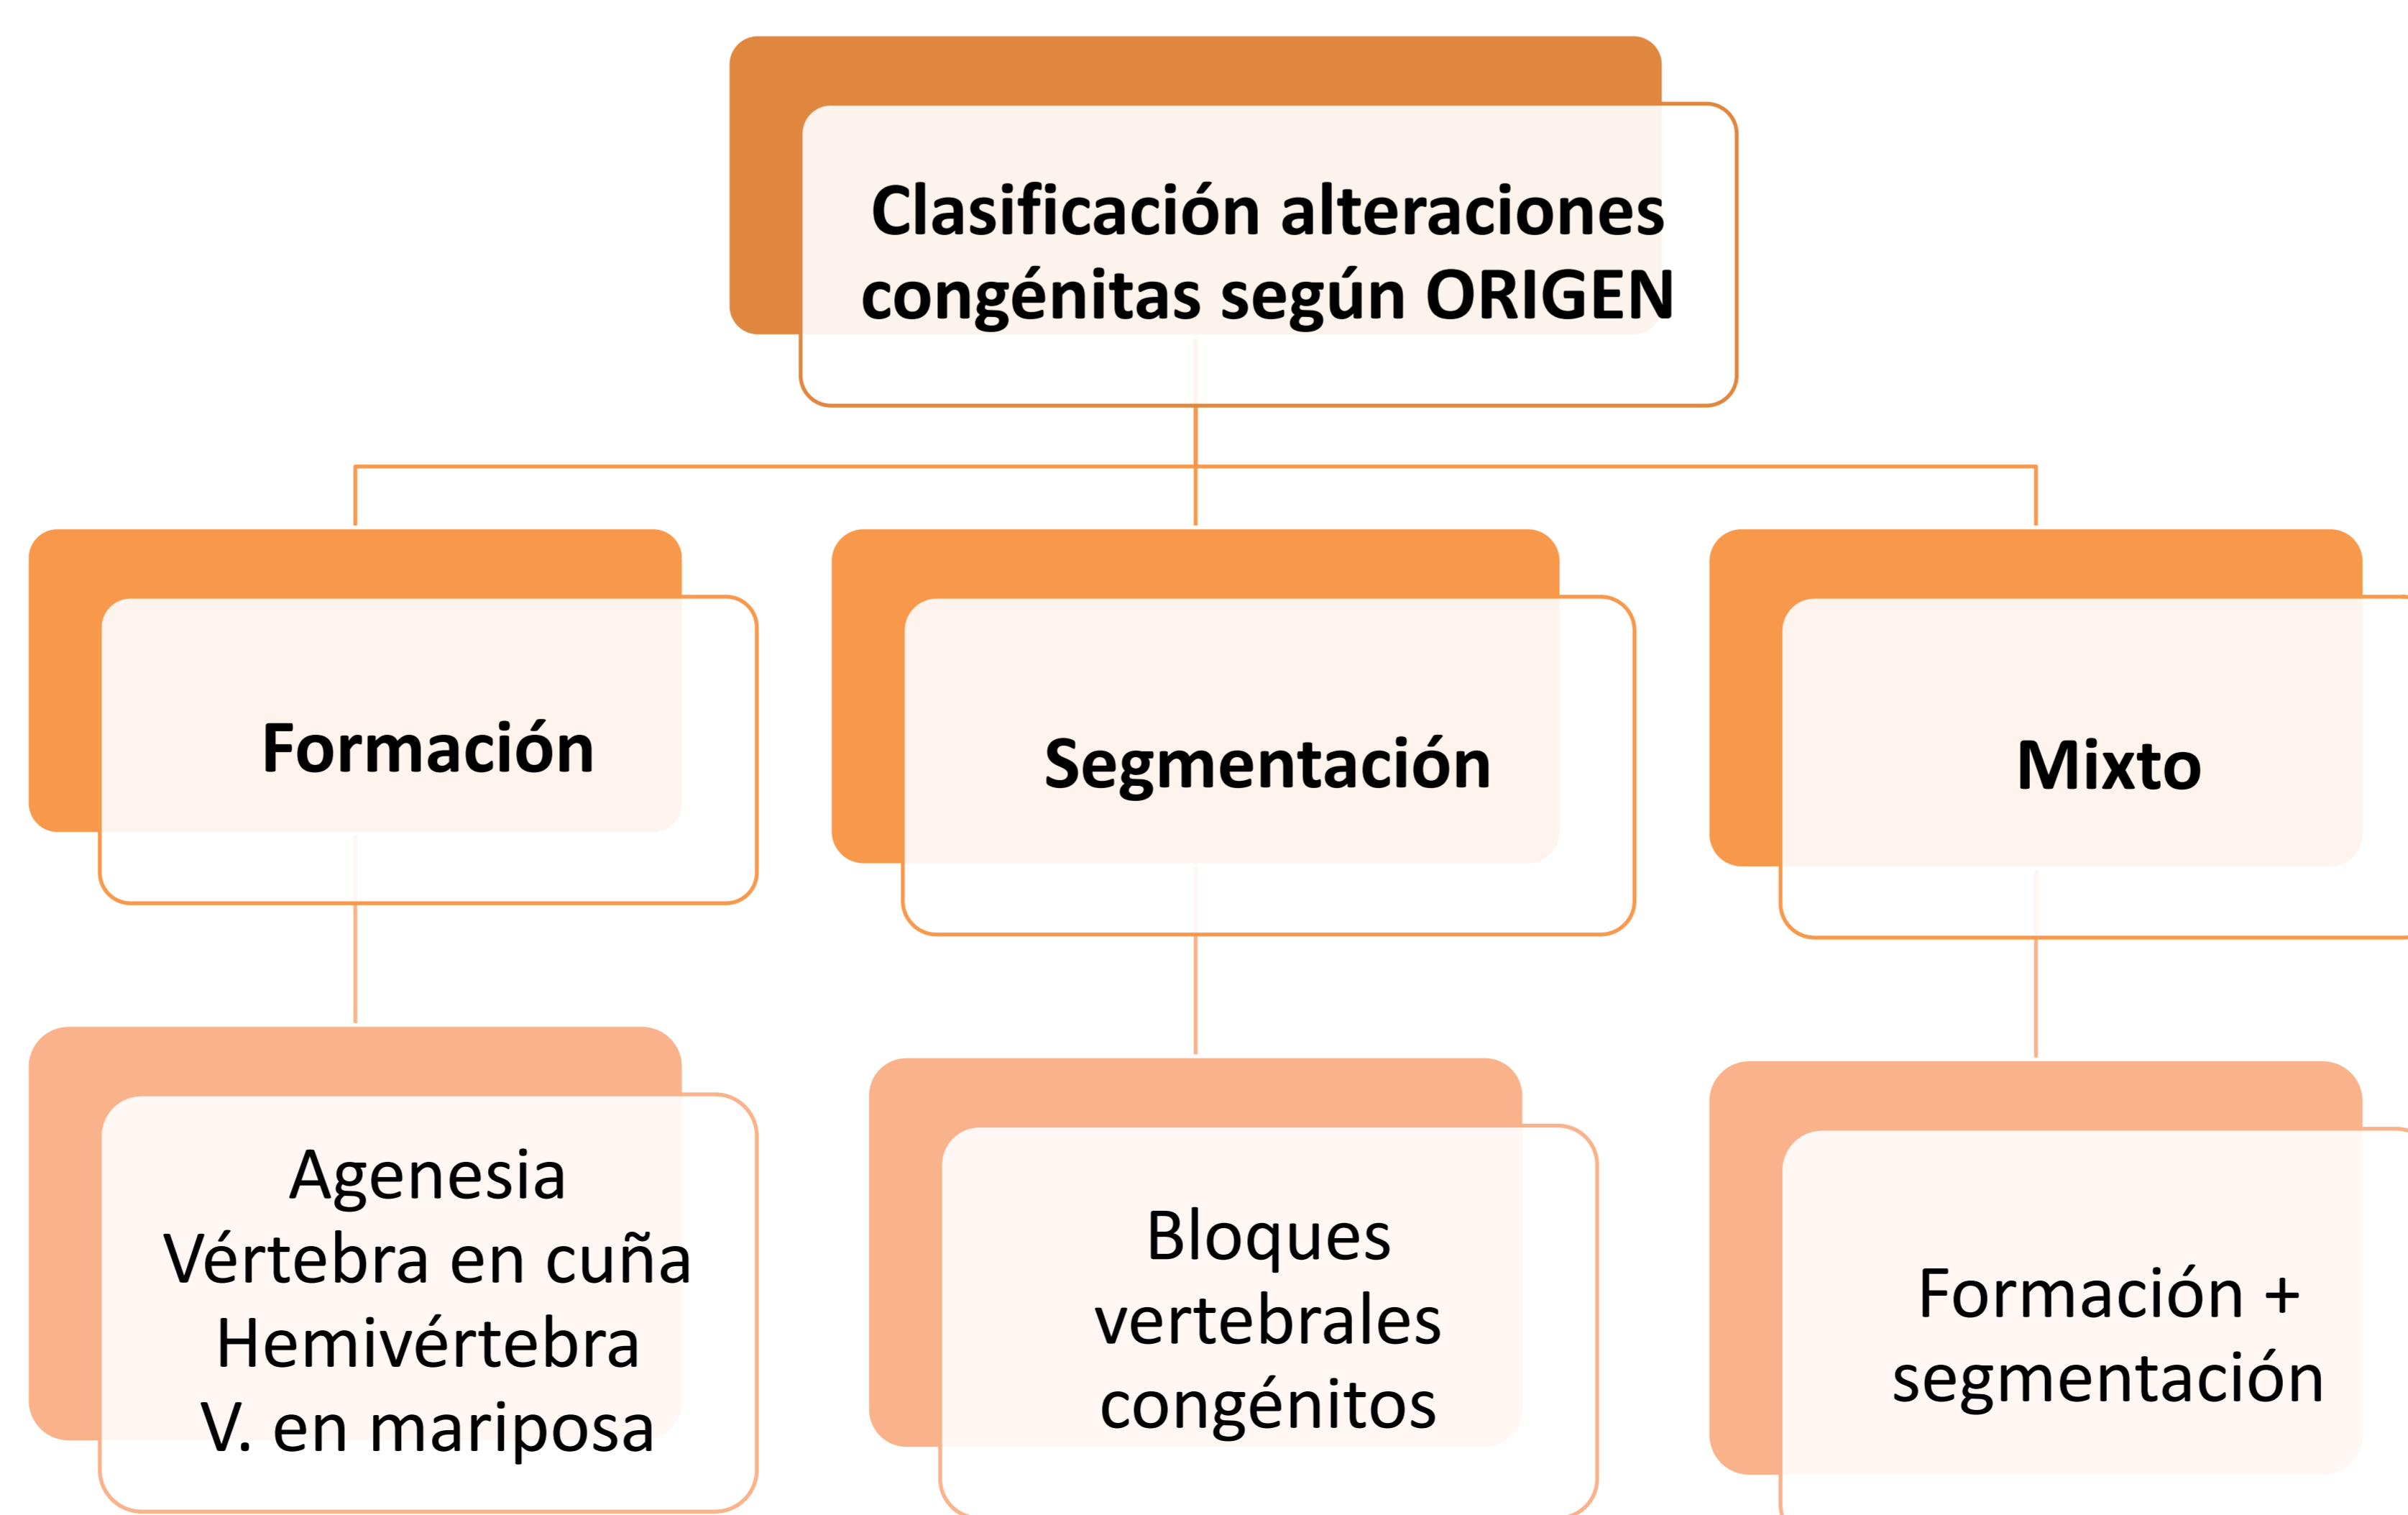 Clasificación alteraciones
congénitas según ORIGEN
Formación
Segmentación
Mixto
Agenesia
Vértebra en cuña
Hemivértebra
V. en mariposa
Bloques
vertebrales
congénitos
Formación +
segmentación